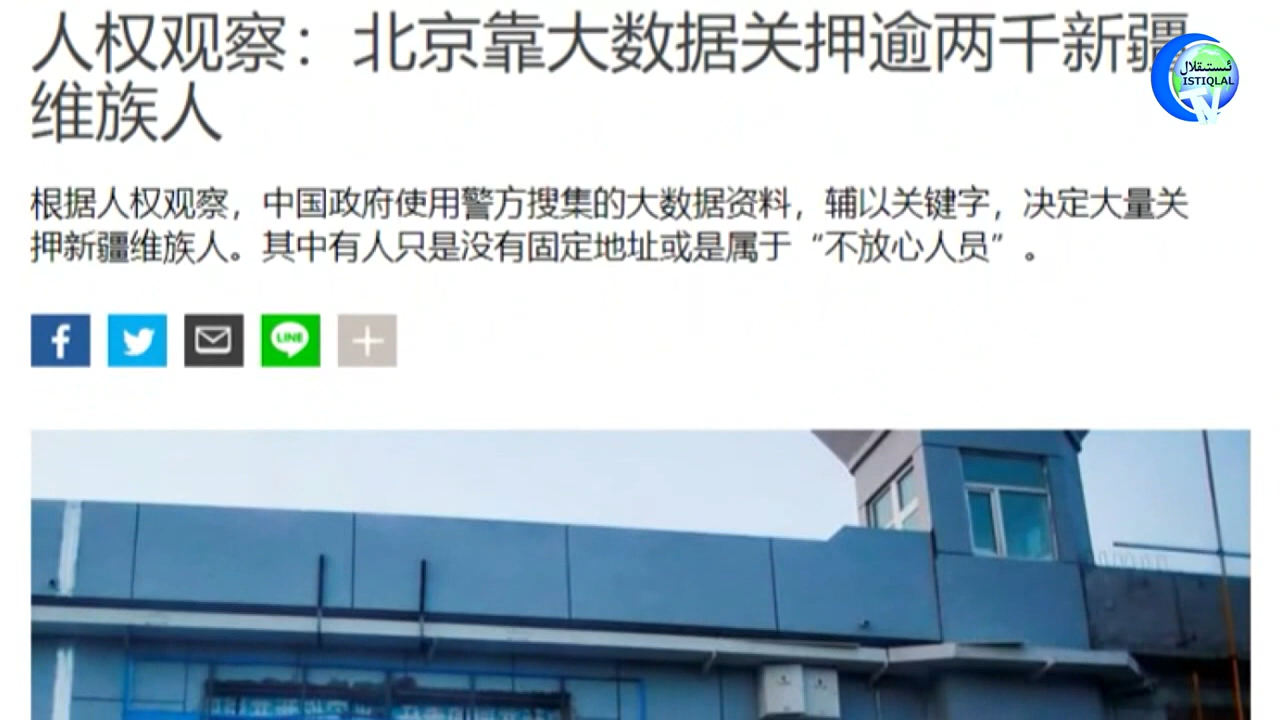 人权观察：北京靠大数据关押逾两千新疆
维族人
ئىستىقلال
ISTIQLAL
TV
根据人权观察，中国政府使用警方搜集的大数据资料，辅以关键字，决定大量关
押新疆维族人。其中有人只是没有固定地址或是属于“不放心人员”。
LINE